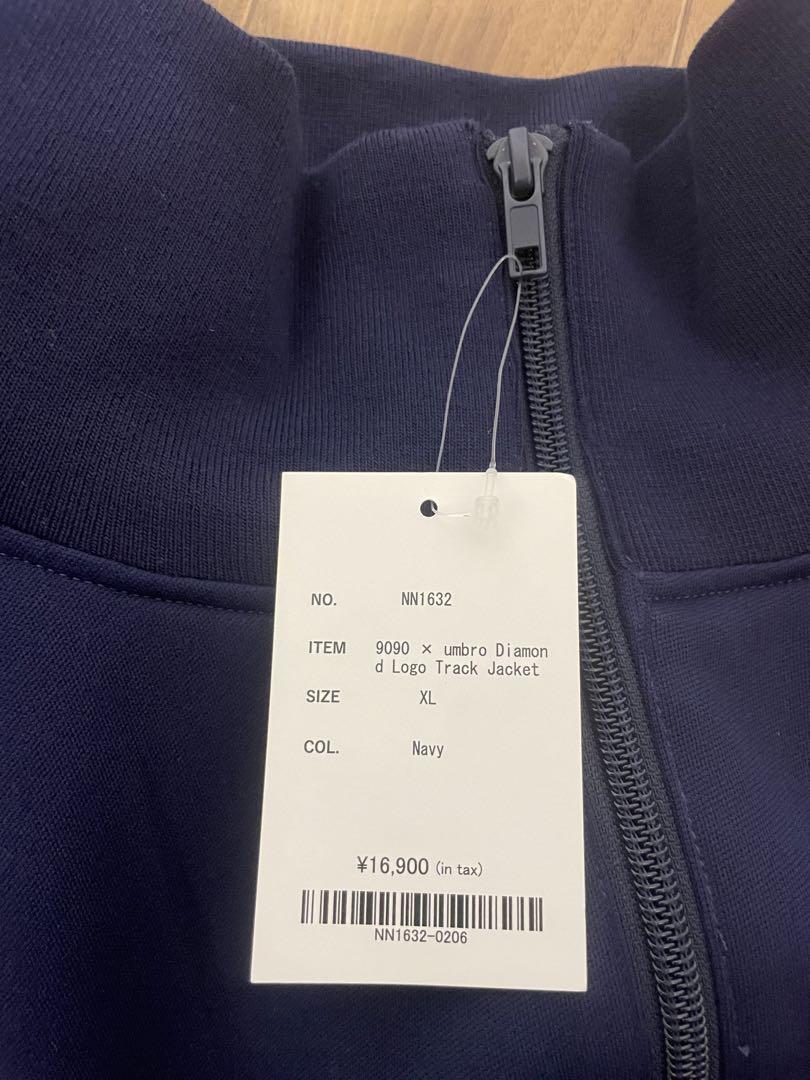 NO. NN1632
ITEM 9090 × umbro Diamon
d Logo Track Jacket
SIZE XL
COL. Navy
¥16,900 (in tax)
NN1632-0206